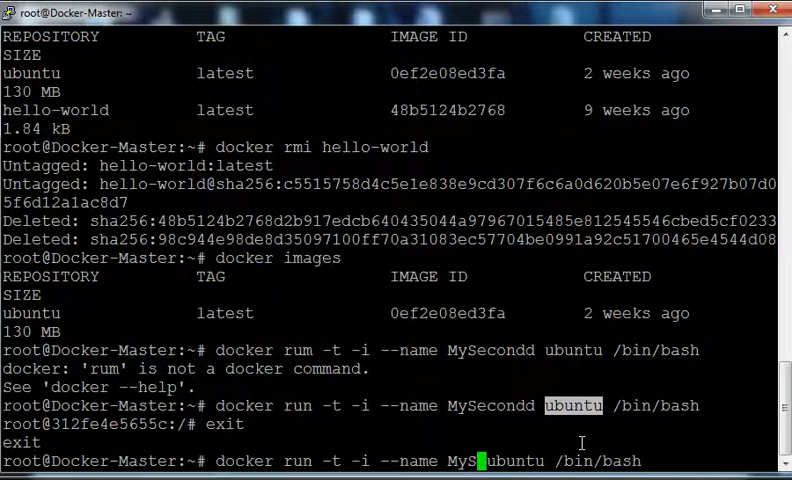 root@Docker-Master: ~
REPOSITORY TAG IMAGE ID CREATED
SIZE
ubuntu latest 0ef2e08ed3fa 2 weeks ago
130 MB
hello-world latest 48b5124b2768 9 weeks ago
1.84 kB
root@Docker-Master:~# docker rmi hello-world
Untagged: hello-world:latest
Untagged: hello-world@sha256:c5515758d4c5e1e838e9cd307f6c6a0d620b5e07e6f927b07d0
5f6d12a1ac8d7
Deleted: sha256:48b5124b2768d2b917edcb640435044a97967015485e812545546cbed5cf0233
Deleted: sha256:98c944e98de8d35097100ff70a31083ec57704be0991a92c51700465e4544d08
root@Docker-Master:~# docker images
REPOSITORY TAG IMAGE ID CREATED
SIZE
ubuntu latest 0ef2e08ed3fa 2 weeks ago
130 MB
root@Docker-Master:~# docker rum -t -i --name MySecondd ubuntu /bin/bash
docker: 'rum' is not a docker command.
See 'docker --help'.
root@Docker-Master:~# docker run -t -i --name MySecondd ubuntu /bin/bash
root@312fe4e5655c:/# exit
exit
root@Docker-Master:~# docker run -t -i --name MyS ubuntu /bin/bash